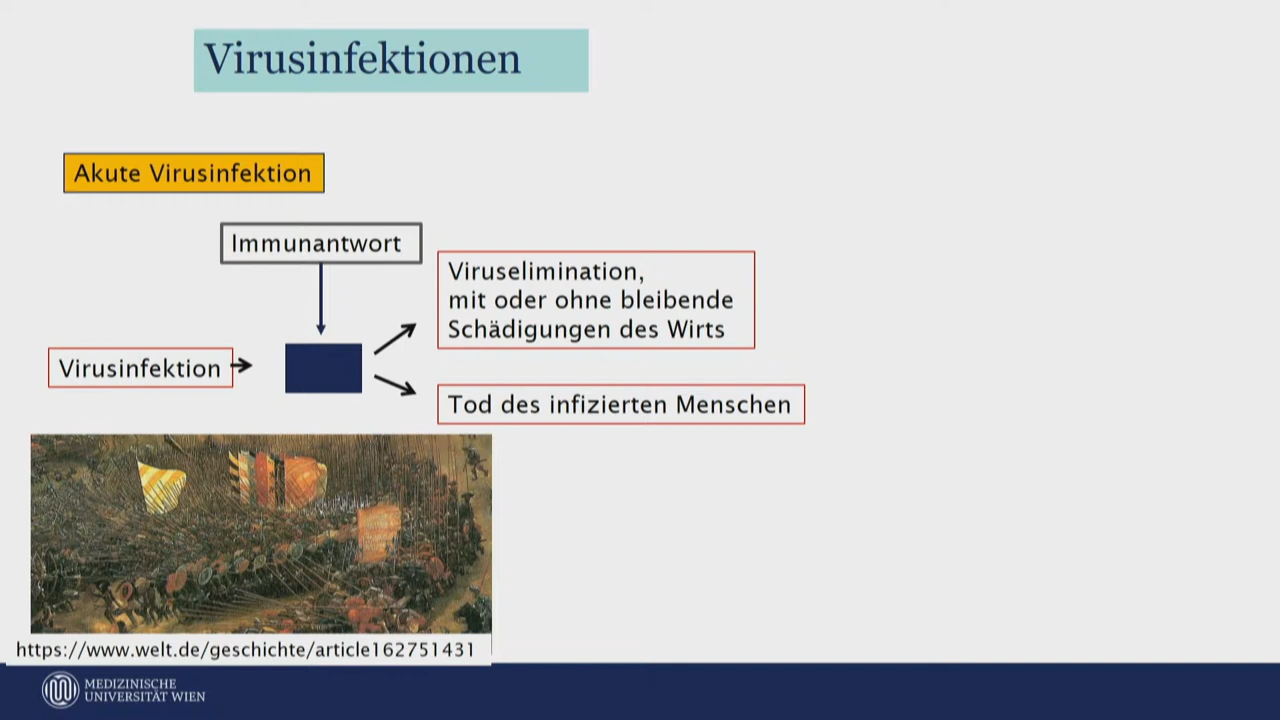 Virusinfektionen
Akute Virusinfektion
Immunantwort
Viruselimination,
mit oder ohne bleibende
Schädigungen des Wirts
Virusinfektion
Tod des infizierten Menschen
https://www.welt.de/geschichte/article162751431
MEDIZINISCHE
UNIVERSITÄT WIEN